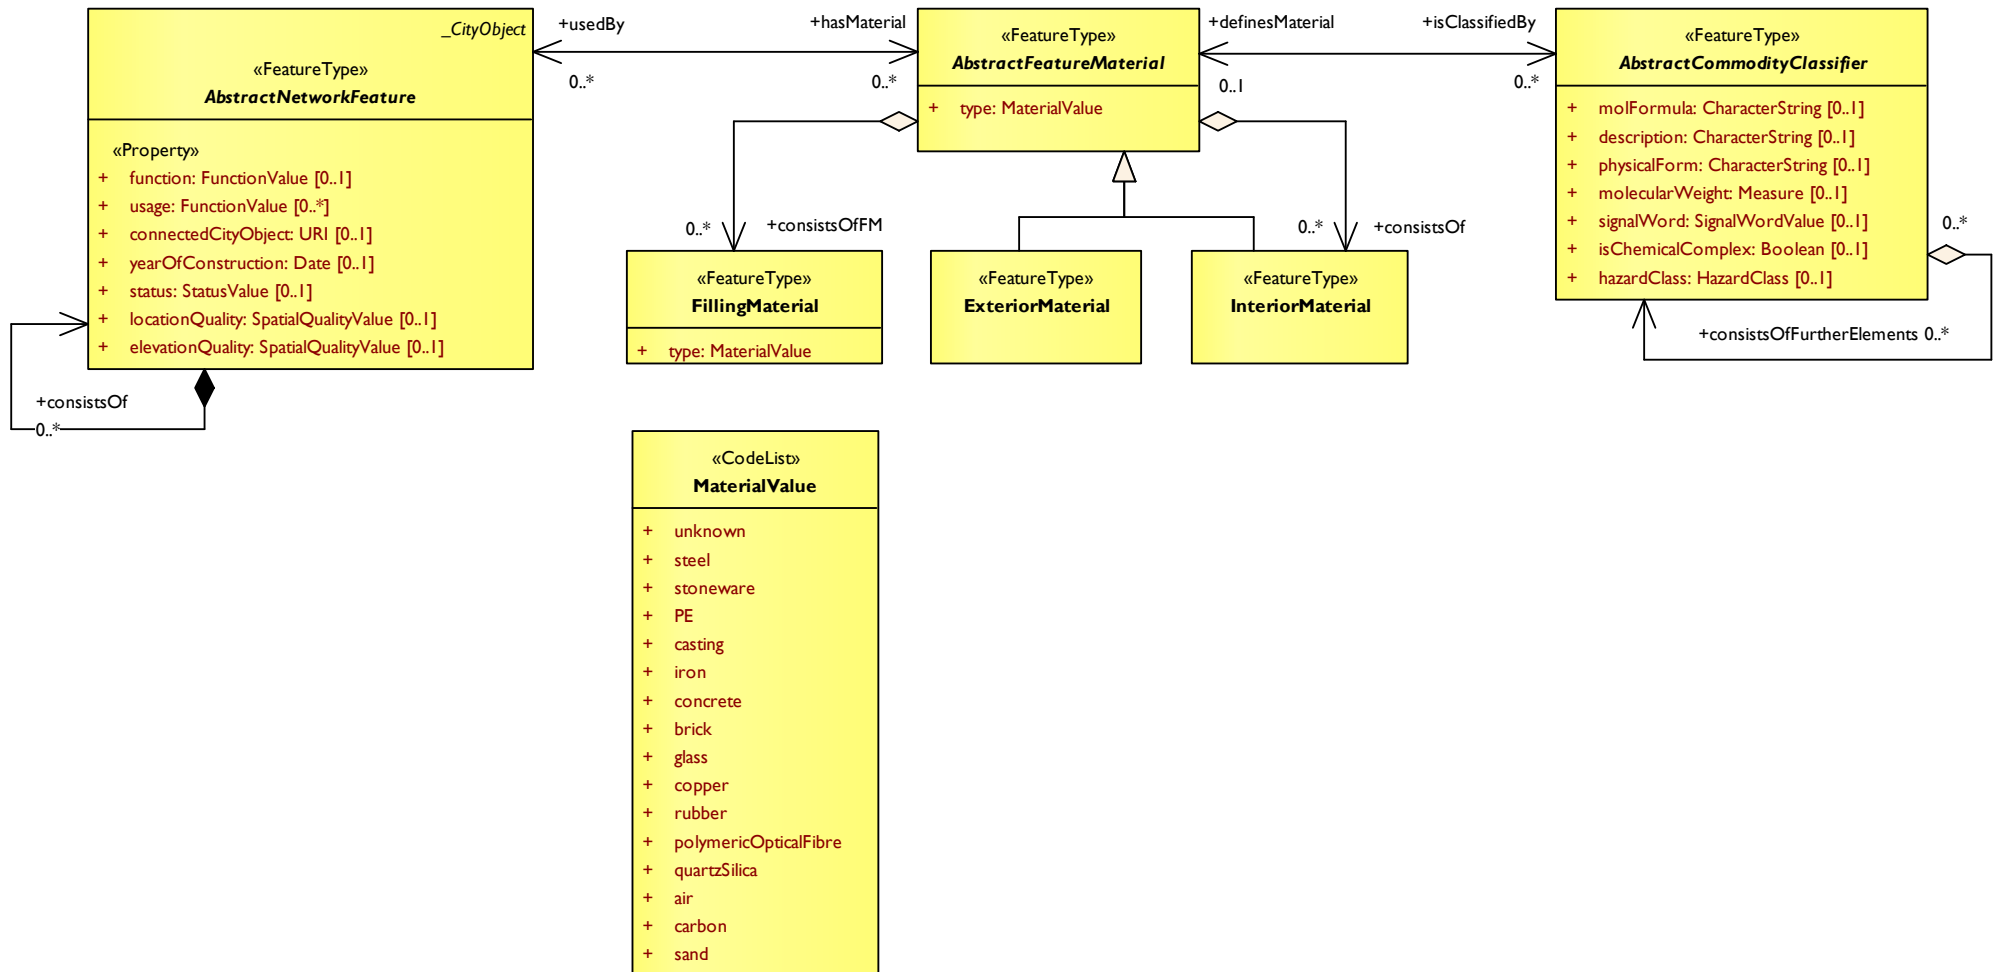 _CityObject
«FeatureType»
AbstractNetworkFeature
«Property»
+ function: FunctionValue [0..1]
+ usage: FunctionValue [0..*]
+ connectedCityObject: URI [0..1]
+ yearOfConstruction: Date [0..1]
+ status: StatusValue [0..1]
+ locationQuality: SpatialQualityValue [0..1]
+ elevationQuality: SpatialQualityValue [0..1]
+consistsOf
0..*
+usedBy
0..*
+hasMaterial
0..*
«FeatureType»
AbstractFeatureMaterial
+ type: MaterialValue
+definesMaterial
0..1
+isClassifiedBy
0..*
«FeatureType»
AbstractCommodityClassifier
+ molFormula: CharacterString [0..1]
+ description: CharacterString [0..1]
+ physicalForm: CharacterString [0..1]
+ molecularWeight: Measure [0..1]
+ signalWord: SignalWordValue [0..1]
+ isChemicalComplex: Boolean [0..1]
+ hazardClass: HazardClass [0..1]
0..*
+consistsOfFurtherElements 0..*
0..* +consistsOfFM
0..* +consistsOf
«FeatureType»
FillingMaterial
+ type: MaterialValue
«FeatureType»
ExteriorMaterial
«FeatureType»
InteriorMaterial
«CodeList»
MaterialValue
+ unknown
+ steel
+ stoneware
+ PE
+ casting
+ iron
+ concrete
+ brick
+ glass
+ copper
+ rubber
+ polymericOpticalFibre
+ quartzSilica
+ air
+ carbon
+ sand